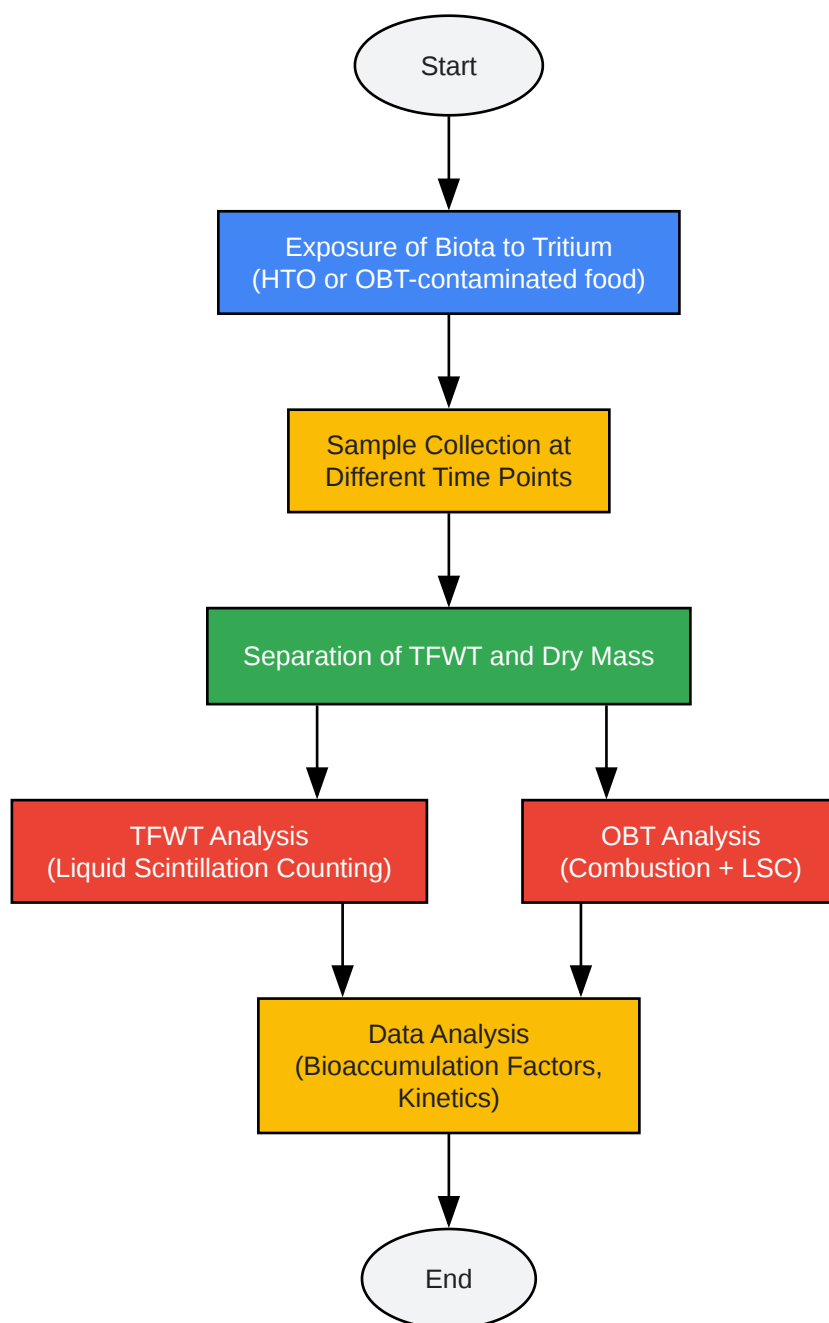 Start
Exposure of Biota to Tritium
(HTO or OBT-contaminated food)
Sample Collection at
Different Time Points
Separation of TFWT and Dry Mass
TFWT Analysis
(Liquid Scintillation Counting)
OBT Analysis
(Combustion + LSC)
Data Analysis
(Bioaccumulation Factors,
Kinetics)
End